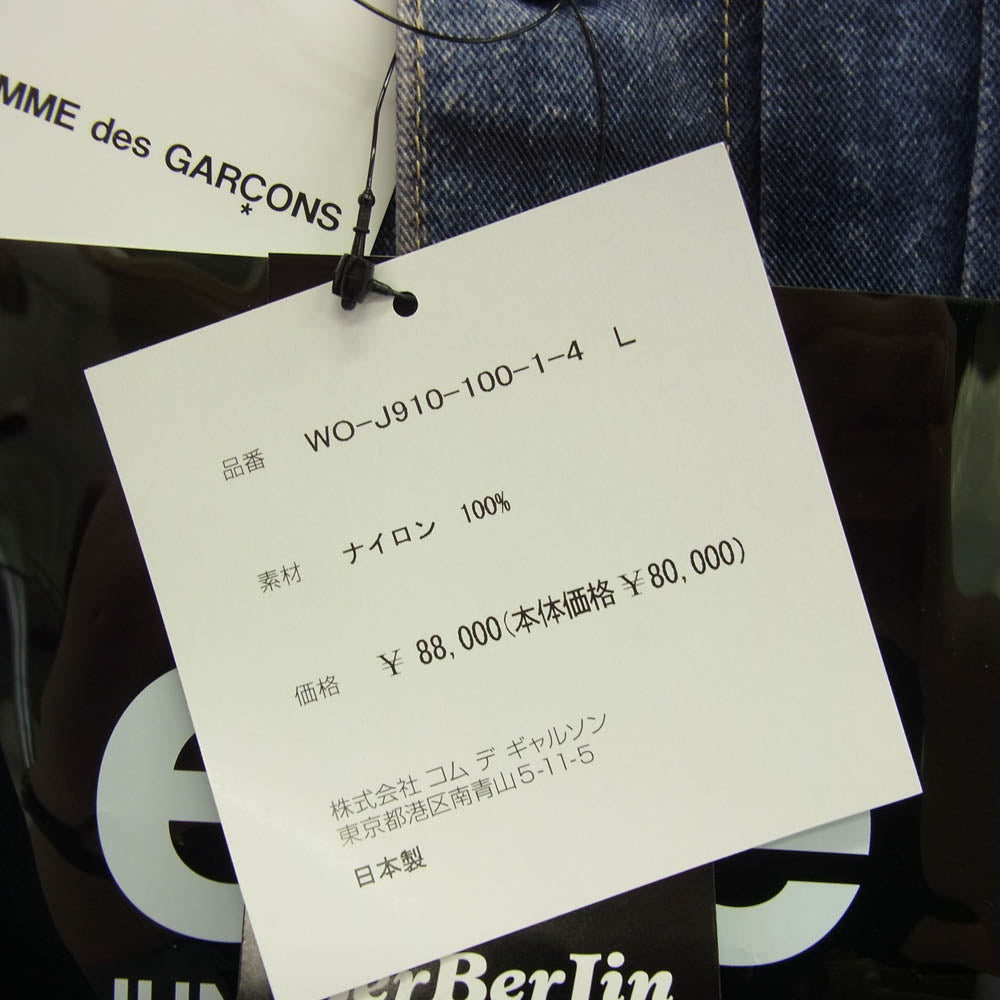 MME des GARÇONS
*
品番 WO-J910-100-1-4 L
素材 ナイロン 100%
価格 ¥ 88,000(本体価格¥80,000)
株式会社 コム デ ギャルソン
東京都港区南青山5-11-5
日本製
e e
JUN erBerlin